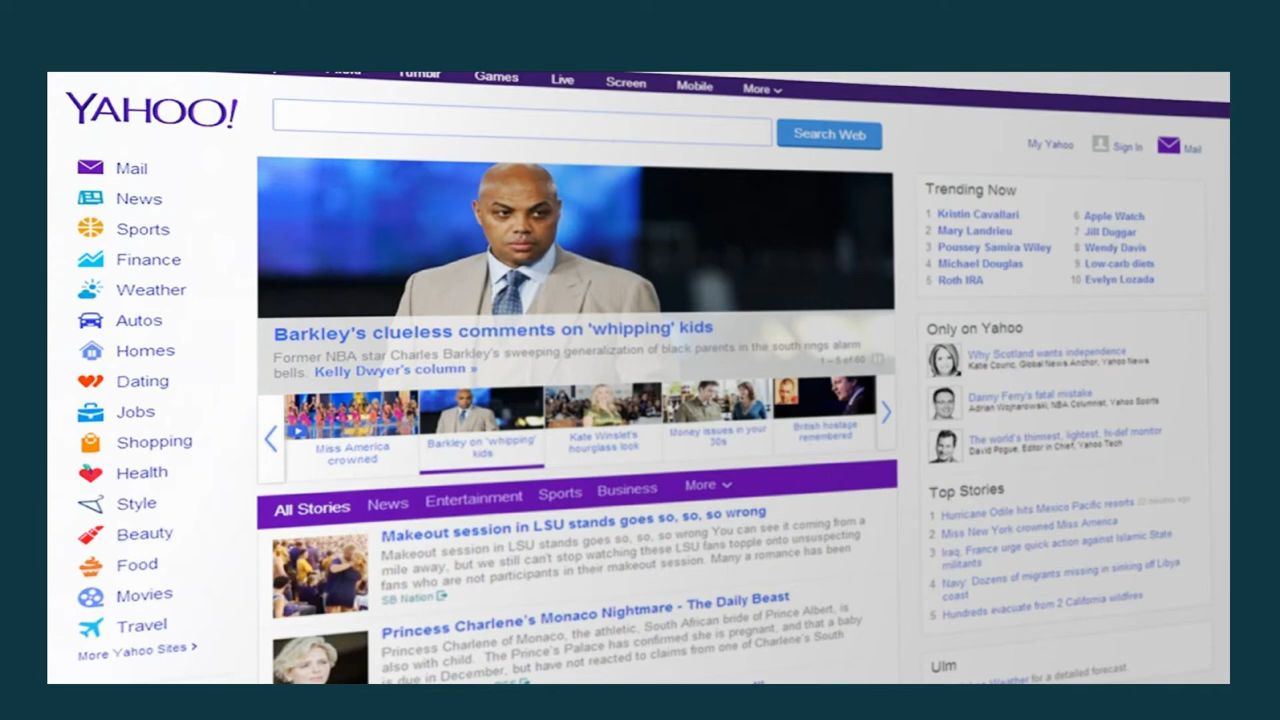 Tumblr Games Live Screen Mobile More
YAHOO!
Search Web
My Yahoo Sign In Mail
Mail
News
Sports
Finance
Weather
Autos
Homes
Dating
Jobs
Shopping
Health
Style
Beauty
Food
Movies
Travel
More Yahoo Sites >
Barkley's clueless comments on 'whipping' kids
Former NBA star Charles Barkley's sweeping generalization of black parents in the south rings alarm
bells. Kelly Dwyer's column »
1 – 5 of 60
Miss America
crowned
Barkley on 'whipping'
kids
Kate Winslet's
hourglass look
Money issues in your
30s
British hostage
remembered
All Stories News Entertainment Sports Business More
Makeout session in LSU stands goes so, so, so wrong
Makeout session in LSU stands goes so, so, so wrong You can see it coming from a
mile away, but we still can't stop watching these LSU fans topple onto unsuspecting
fans who are not participants in their makeout session. Many a romance has been
SB Nation
Princess Charlene's Monaco Nightmare - The Daily Beast
Princess Charlene of Monaco, the athletic, South African bride of Prince Albert, is
also with child. The Prince's Palace has confirmed she is pregnant, and that a baby
is due in December, but have not reacted to claims from one of Charlene's South
Trending Now
1 Kristin Cavallari
2 Mary Landrieu
3 Poussey Samira Wiley
4 Michael Douglas
5 Roth IRA
6 Apple Watch
7 Jill Duggar
8 Wendy Davis
9 Low-carb diets
10 Evelyn Lozada
Only on Yahoo
Why Scotland wants independence
Katie Couric, Global News Anchor, Yahoo News
Danny Ferry's fatal mistake
Adrian Wojnarowski, NBA Columnist, Yahoo Sports
The world's thinnest, lightest, hi-def monitor
David Pogue, Editor in Chief, Yahoo Tech
Top Stories
1 Hurricane Odile hits Mexico Pacific resorts 22 minutes ago
2 Miss New York crowned Miss America
3 Iraq, France urge quick action against Islamic State
militants
4 Navy: Dozens of migrants missing in sinking off Libya
coast
5 Hundreds evacuate from 2 California wildfires
Ulm
Weather for a detailed forecast.